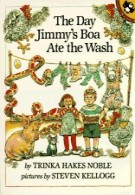 The Day
Jimmy's Boa
Ate the Wash
by TRINKA HAKES NOBLE
pictures by STEVEN KELLOGG